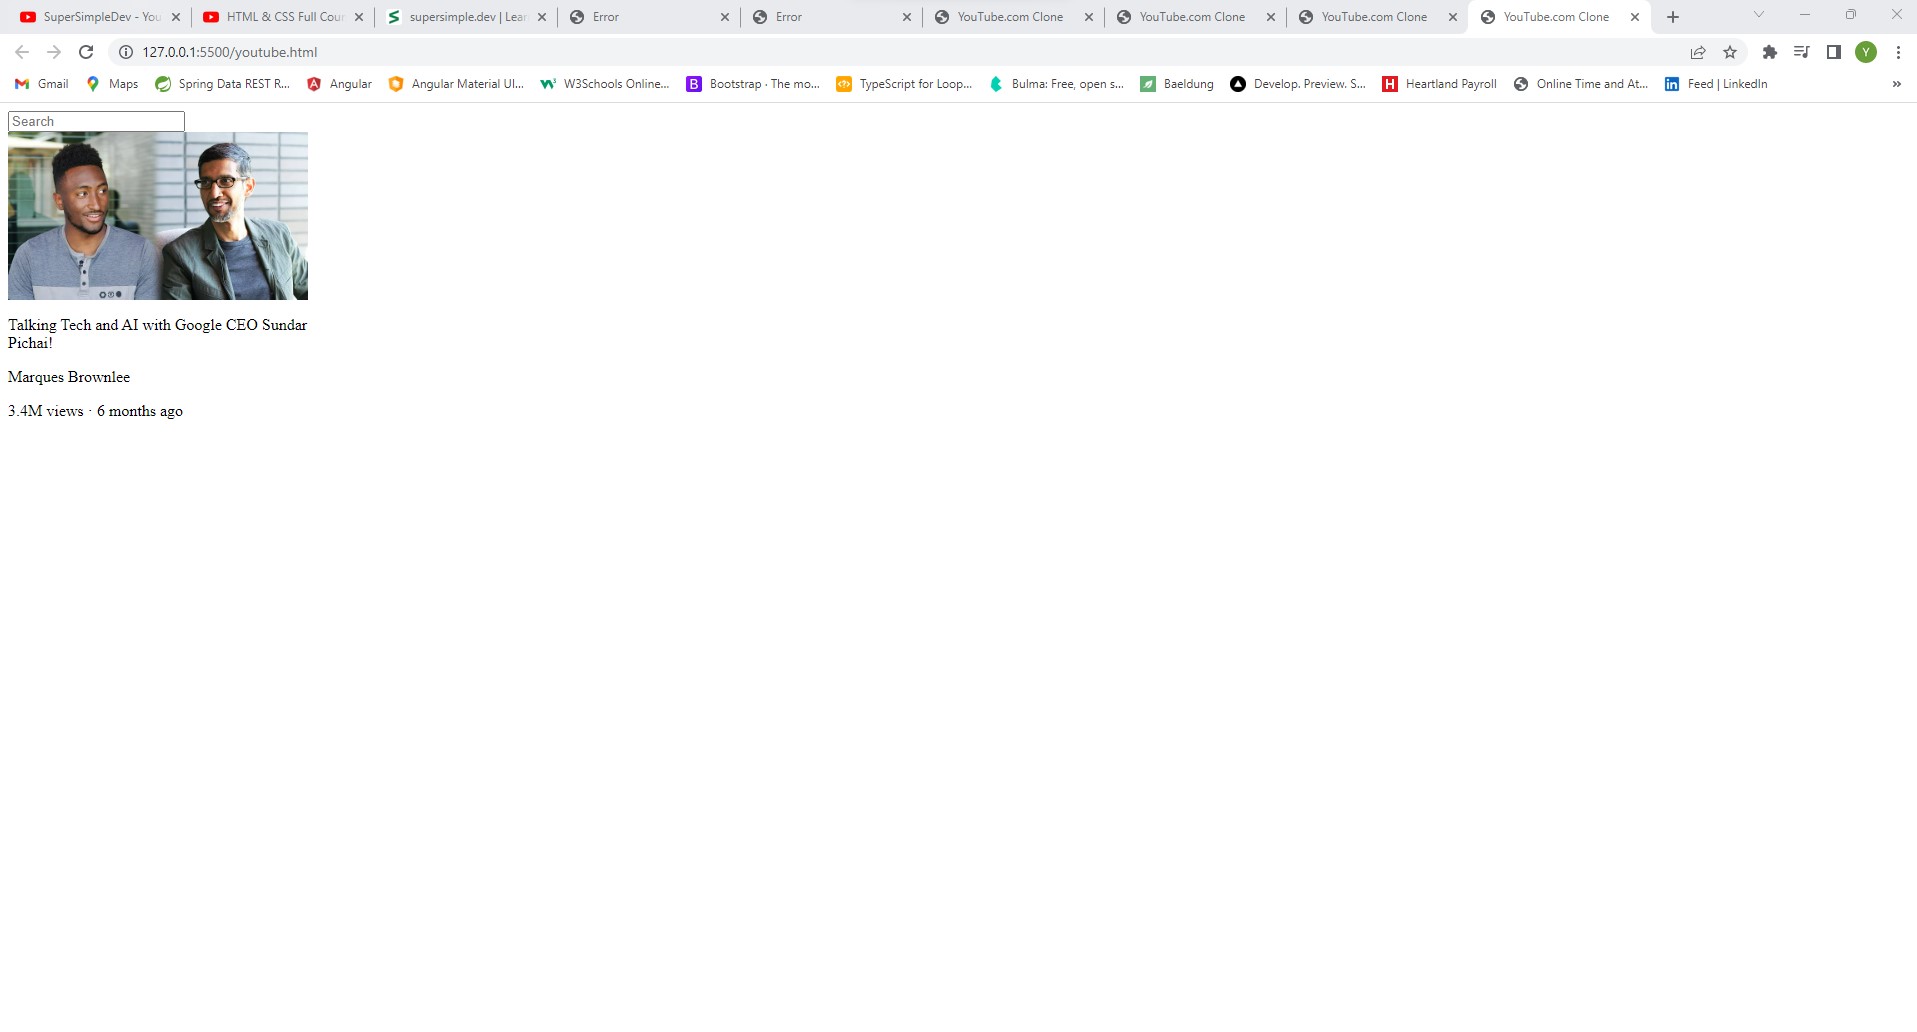 SuperSimpleDev - You
HTML & CSS Full Cour
supersimple.dev | Lear
Error
Error
YouTube.com Clone
YouTube.com Clone
YouTube.com Clone
YouTube.com Clone
127.0.0.1:5500/youtube.html
Y
Gmail
Maps
Spring Data REST R...
Angular
Angular Material UI...
W3Schools Online...
B
Bootstrap · The mo...
TypeScript for Loop...
Bulma: Free, open s...
Baeldung
Develop. Preview. S...
H
Heartland Payroll
Online Time and At...
in
Feed | LinkedIn
»
Search
Talking Tech and AI with Google CEO Sundar
Pichai!
Marques Brownlee
3.4M views · 6 months ago